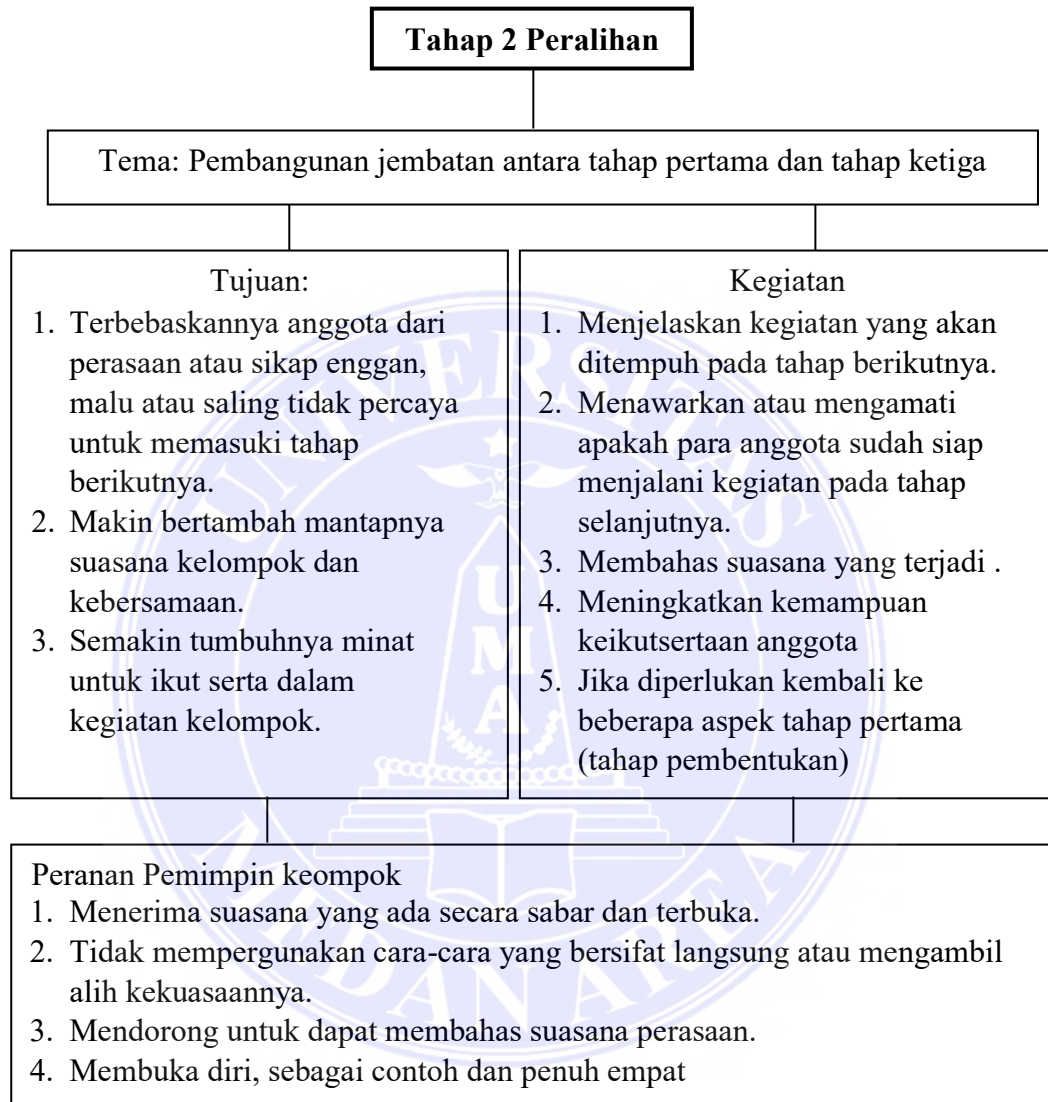 Tahap 2 Peralihan
Tema: Pembangunan jembatan antara tahap pertama dan tahap ketiga
Tujuan:
1. Terbebaskannya anggota dari
perasaan atau sikap enggan,
malu atau saling tidak percaya
untuk memasuki tahap
berikutnya.
2. Makin bertambah mantapnya
suasana kelompok dan
kebersamaan.
3. Semakin tumbuhnya minat
untuk ikut serta dalam
kegiatan kelompok.
Kegiatan
1. Menjelaskan kegiatan yang akan
ditempuh pada tahap berikutnya.
2. Menawarkan atau mengamati
apakah para anggota sudah siap
menjalani kegiatan pada tahap
selanjutnya.
3. Membahas suasana yang terjadi .
4. Meningkatkan kemampuan
keikutsertaan anggota
5. Jika diperlukan kembali ke
beberapa aspek tahap pertama
(tahap pembentukan)
Peranan Pemimpin keompok
1. Menerima suasana yang ada secara sabar dan terbuka.
2. Tidak mempergunakan cara-cara yang bersifat langsung atau mengambil
alih kekuasaannya.
3. Mendorong untuk dapat membahas suasana perasaan.
4. Membuka diri, sebagai contoh dan penuh empat
UNIVERSITAS
UMA
MEDAN AREA